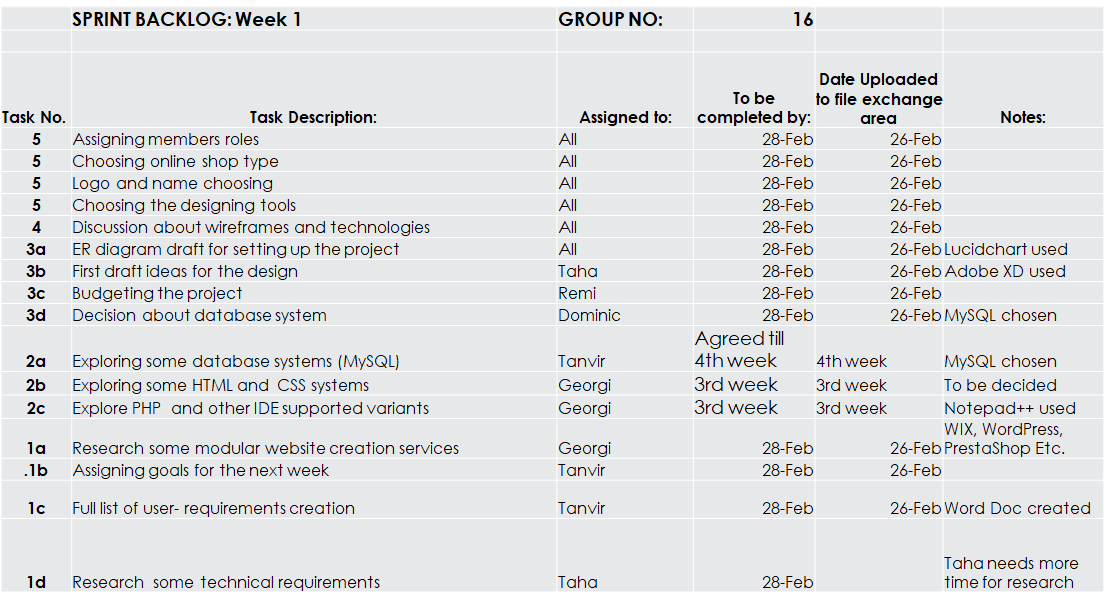 SPRINT BACKLOG: Week 1 GROUP NO: 16
Task No. Task Description: Assigned to: To be completed by: Date Uploaded to file exchange area Notes:
5 Assigning members roles All 28-Feb 26-Feb
5 Choosing online shop type All 28-Feb 26-Feb
5 Logo and name choosing All 28-Feb 26-Feb
5 Choosing the designing tools All 28-Feb 26-Feb
4 Discussion about wireframes and technologies All 28-Feb 26-Feb
3a ER diagram draft for setting up the project All 28-Feb 26-Feb Lucidchart used
3b First draft ideas for the design Taha 28-Feb 26-Feb Adobe XD used
3c Budgeting the project Remi 28-Feb 26-Feb
3d Decision about database system Dominic 28-Feb 26-Feb MySQL chosen
2a Exploring some database systems (MySQL) Tanvir Agreed till 4th week 4th week MySQL chosen
2b Exploring some HTML and CSS systems Georgi 3rd week 3rd week To be decided
2c Explore PHP and other IDE supported variants Georgi 3rd week 3rd week Notepad++ used
1a Research some modular website creation services Georgi 28-Feb 26-Feb WIX, WordPress, PrestaShop Etc.
.1b Assigning goals for the next week Tanvir 28-Feb 26-Feb
1c Full list of user- requirements creation Tanvir 28-Feb 26-Feb Word Doc created
1d Research some technical requirements Taha 28-Feb Taha needs more time for research